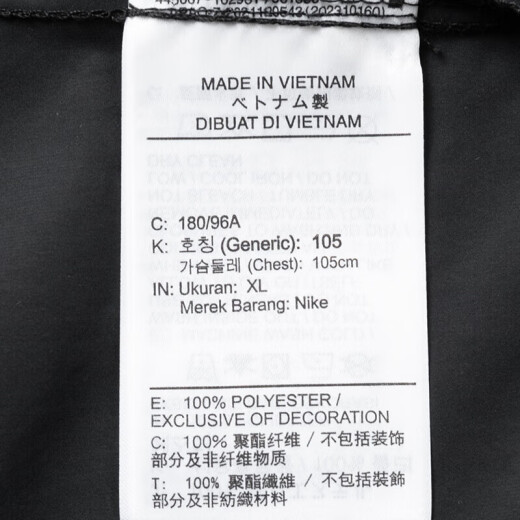 MADE IN VIETNAM
ベトナム製
DIBUAT DI VIETNAM
C: 180/96A
K: 호칭 (Generic): 105
가슴둘레 (Chest): 105cm
IN: Ukuran: XL
Merek Barang: Nike
E: 100% POLYESTER /
EXCLUSIVE OF DECORATION
C: 100% 聚酯纤维 / 不包括装饰
部分及非纤维物质
T: 100% 聚酯纖維 / 不包括裝飾
部分及非紡織材料